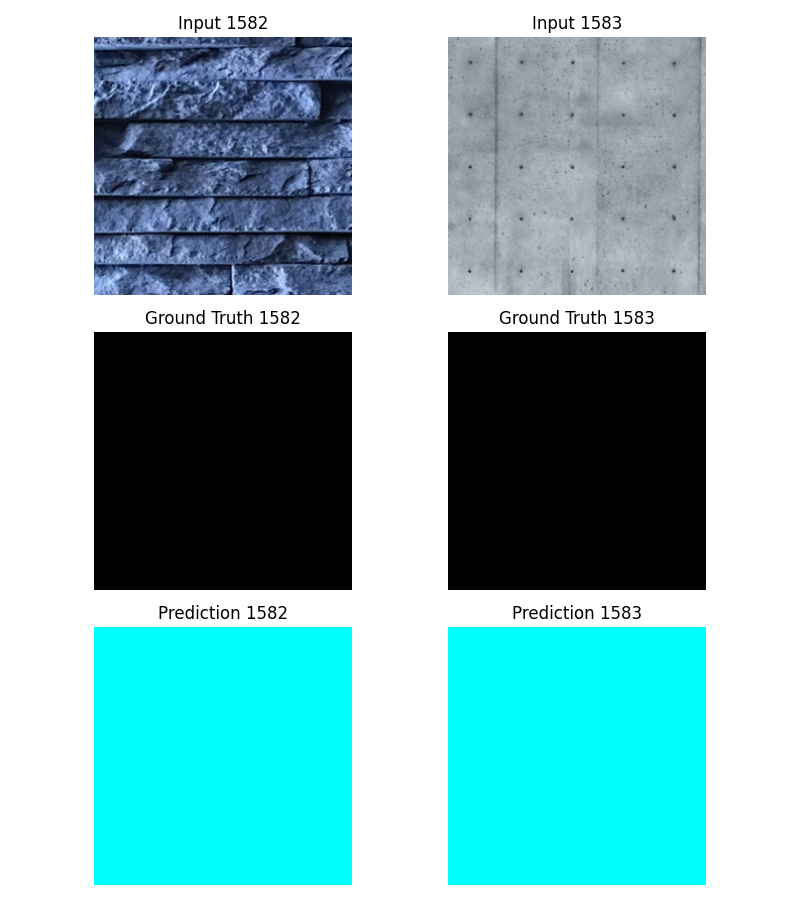 Input 1582
Input 1583
Ground Truth 1582
Ground Truth 1583
Prediction 1582
Prediction 1583